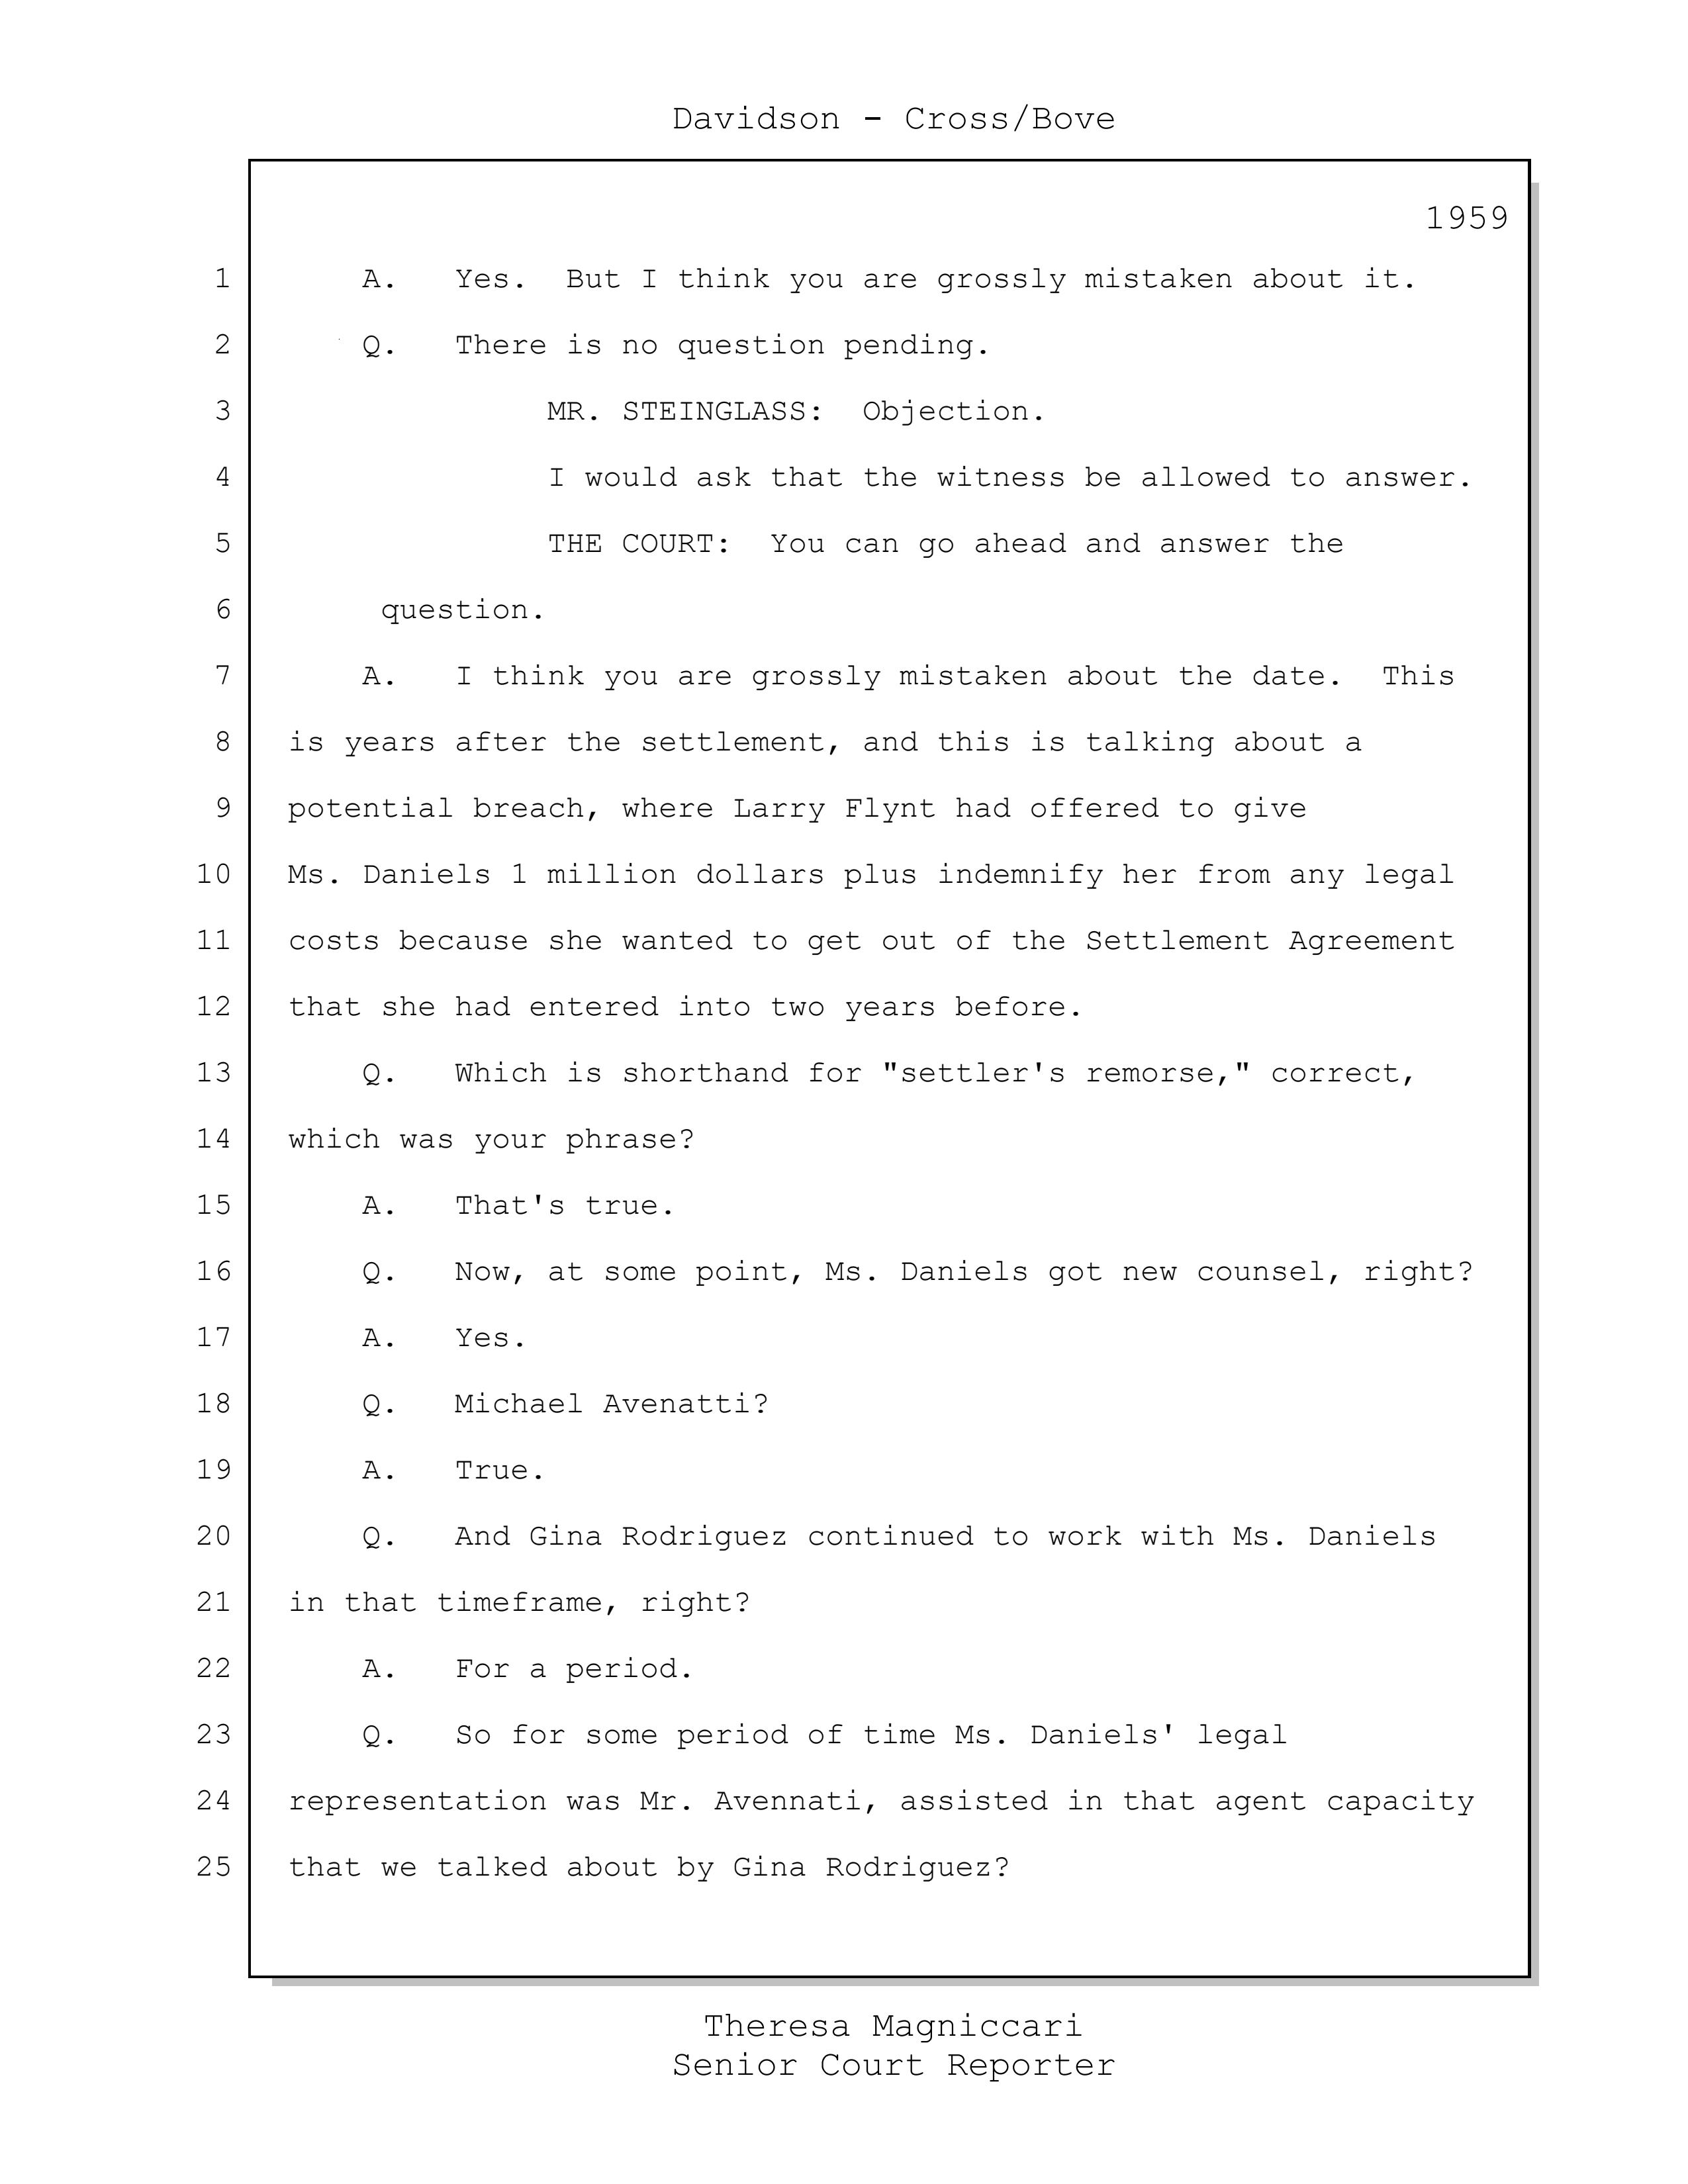 Davidson - Cross/Bove
1959
1 A. Yes. But I think you are grossly mistaken about it.
2 Q. There is no question pending.
3 MR. STEINGLASS: Objection.
4 I would ask that the witness be allowed to answer.
5 THE COURT: You can go ahead and answer the
6 question.
7 A. I think you are grossly mistaken about the date. This
8 is years after the settlement, and this is talking about a
9 potential breach, where Larry Flynt had offered to give
10 Ms. Daniels 1 million dollars plus indemnify her from any legal
11 costs because she wanted to get out of the Settlement Agreement
12 that she had entered into two years before.
13 Q. Which is shorthand for "settler's remorse," correct,
14 which was your phrase?
15 A. That's true.
16 Q. Now, at some point, Ms. Daniels got new counsel, right?
17 A. Yes.
18 Q. Michael Avenatti?
19 A. True.
20 Q. And Gina Rodriguez continued to work with Ms. Daniels
21 in that timeframe, right?
22 A. For a period.
23 Q. So for some period of time Ms. Daniels' legal
24 representation was Mr. Avennati, assisted in that agent capacity
25 that we talked about by Gina Rodriguez?
Theresa Magniccari
Senior Court Reporter